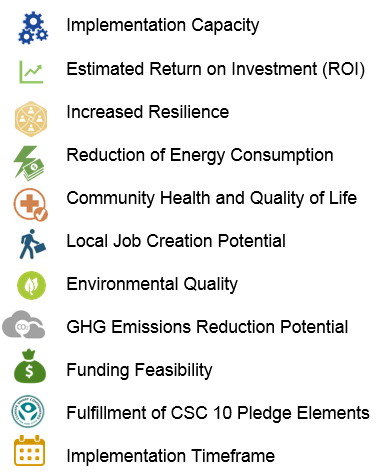 Implementation Capacity
Estimated Return on Investment (ROI)
Increased Resilience
Reduction of Energy Consumption
Community Health and Quality of Life
Local Job Creation Potential
Environmental Quality
CO₂
GHG Emissions Reduction Potential
$
Funding Feasibility
Fulfillment of CSC 10 Pledge Elements
Implementation Timeframe